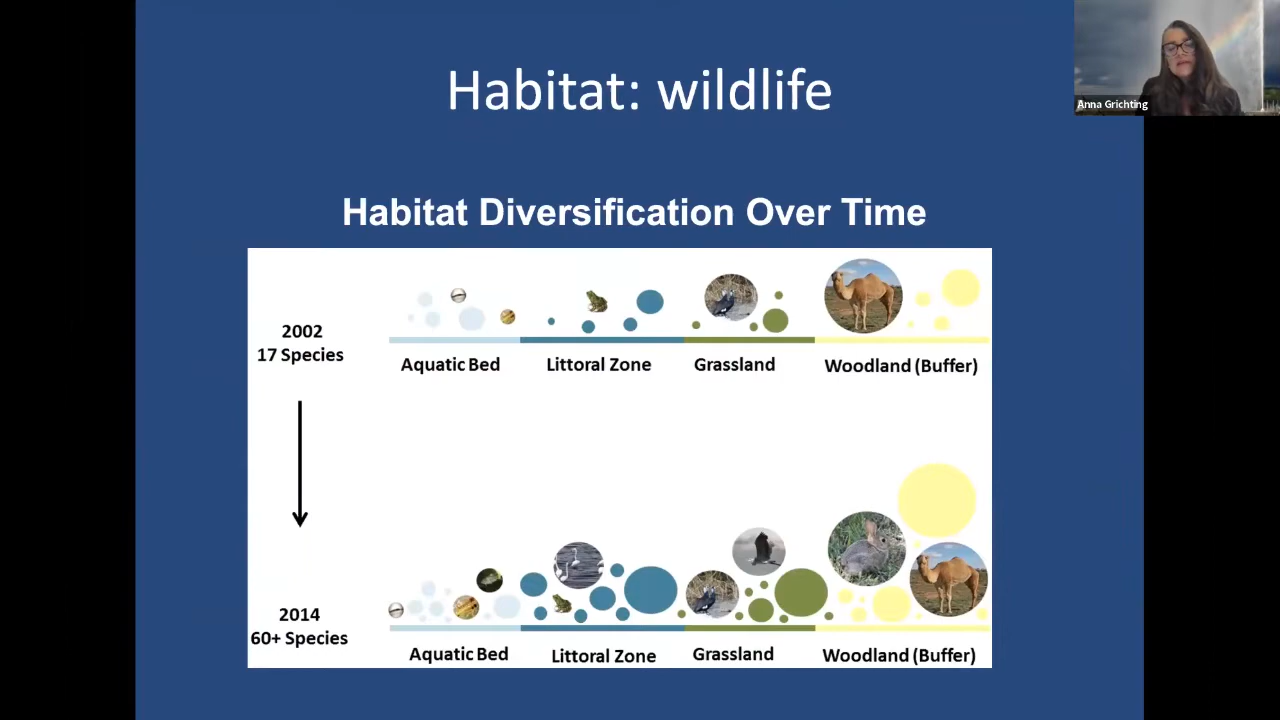 Habitat: wildlife
Anna Grichting
Habitat Diversification Over Time
2002
17 Species
Aquatic Bed
Littoral Zone
Grassland
Woodland (Buffer)
2014
60+ Species
Aquatic Bed
Littoral Zone
Grassland
Woodland (Buffer)